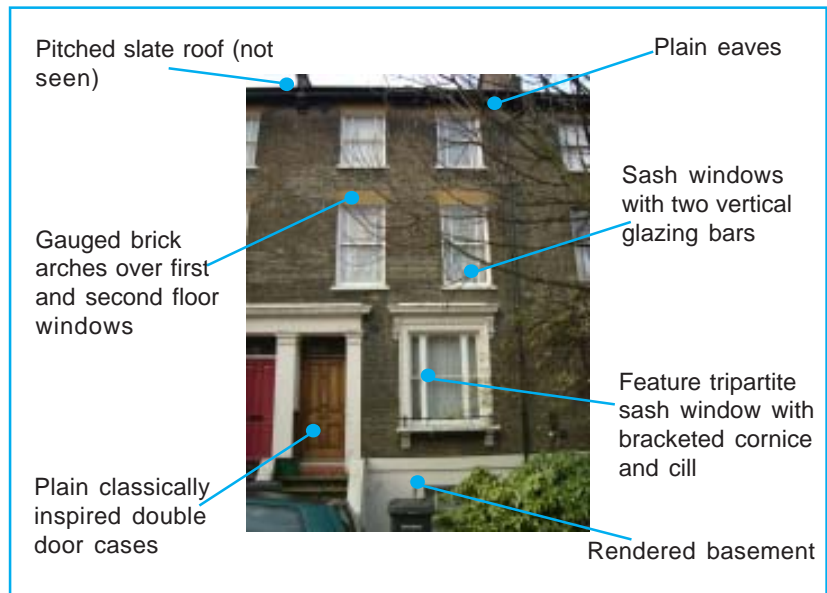 Pitched slate roof (not
seen)
Plain eaves
Sash windows
with two vertical
glazing bars
Gauged brick
arches over first
and second floor
windows
Feature tripartite
sash window with
bracketed cornice
and cill
Plain classically
inspired double
door cases
Rendered basement